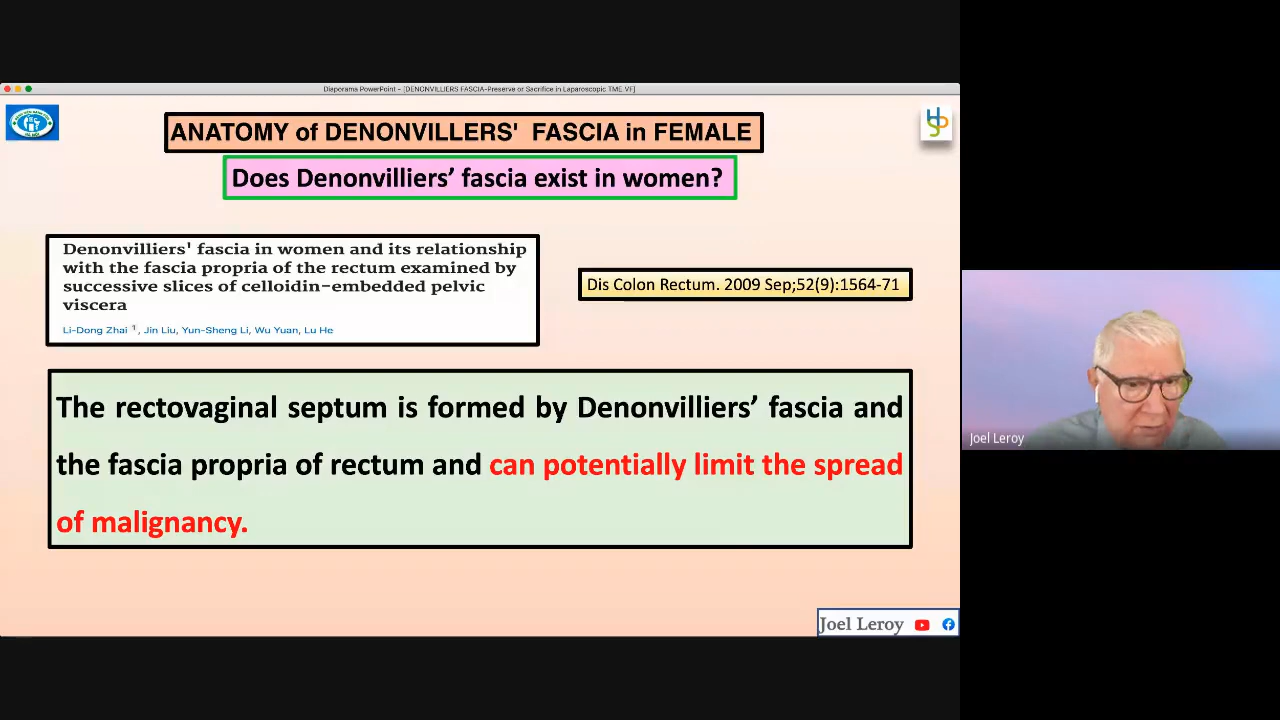 Diaporama PowerPoint - [DENONVILLIERS FASCIA-Preserve or Sacrifice in Laparoscopic TME.VF]
ANATOMY of DENONVILLERS' FASCIA in FEMALE
Does Denonvilliers’ fascia exist in women?
Denonvilliers' fascia in women and its relationship
with the fascia propria of the rectum examined by
successive slices of celloidin-embedded pelvic
viscera
Li-Dong Zhai 1, Jin Liu, Yun-Sheng Li, Wu Yuan, Lu He
Dis Colon Rectum. 2009 Sep;52(9):1564-71
The rectovaginal septum is formed by Denonvilliers’ fascia and
the fascia propria of rectum and can potentially limit the spread
of malignancy.
Joel Leroy
Joel Leroy